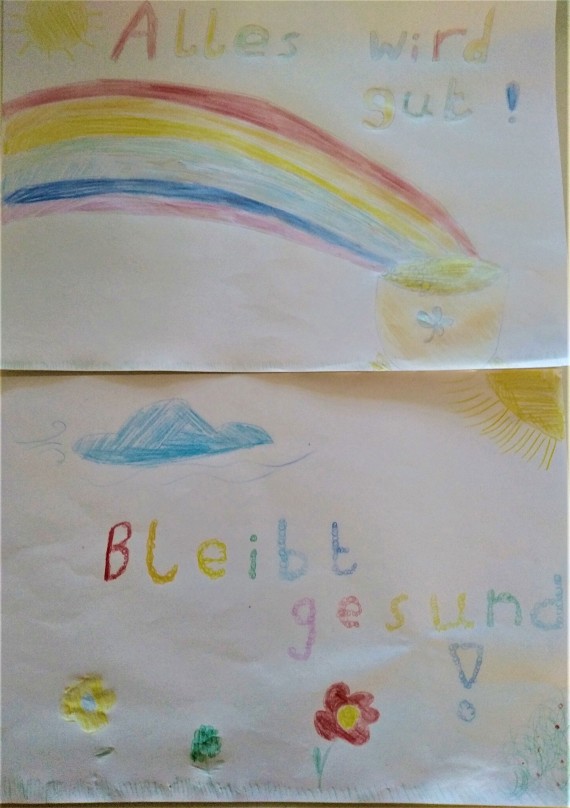 Alles wird
gut !
Bleibt
gesund
!